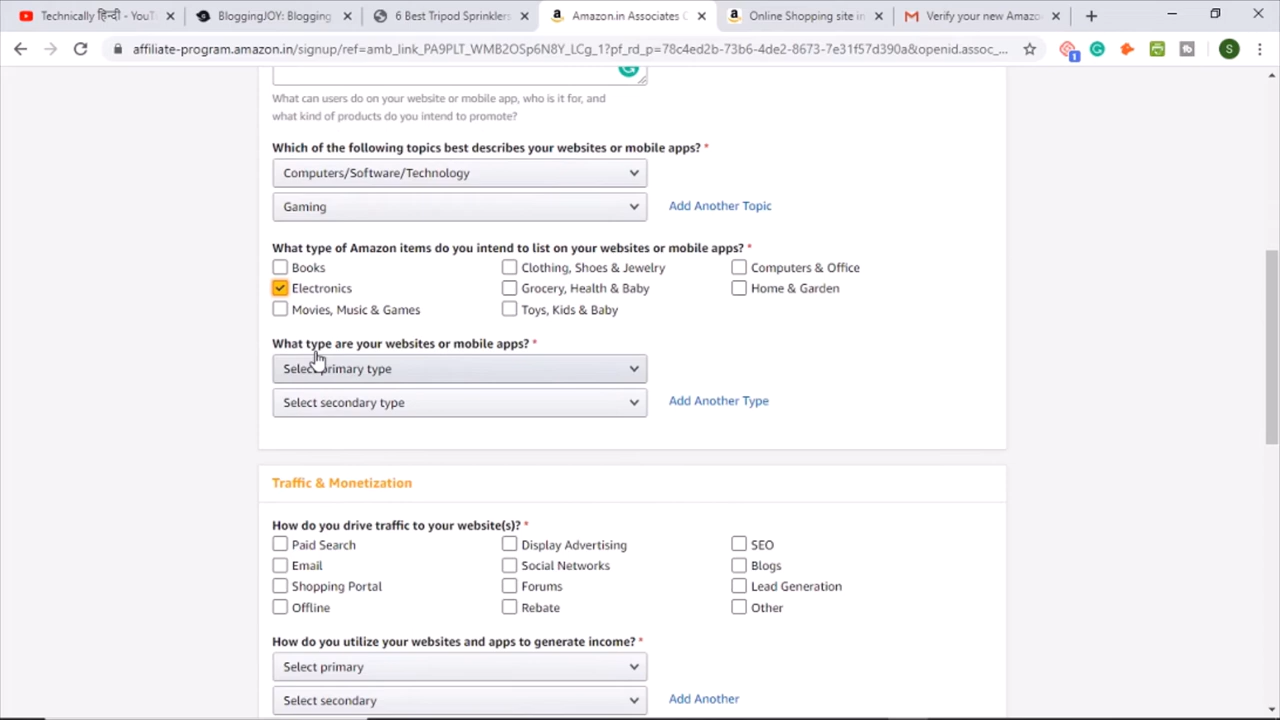 Technically हिन्दी - YouT
BloggingJOY: Blogging
6 Best Tripod Sprinklers
Amazon.in Associates C
Online Shopping site in
Verify your new Amazo
affiliate-program.amazon.in/signup/ref=amb_link_PA9PLT_WMB2OSp6N8Y_LCg_1?pf_rd_p=78c4ed2b-73b6-4de2-8673-7e31f57d390a&openid.assoc_...
1
S
What can users do on your website or mobile app, who is it for, and
what kind of products do you intend to promote?
Which of the following topics best describes your websites or mobile apps? *
Computers/Software/Technology
Gaming
Add Another Topic
What type of Amazon items do you intend to list on your websites or mobile apps? *
Books
Clothing, Shoes & Jewelry
Computers & Office
Electronics
Grocery, Health & Baby
Home & Garden
Movies, Music & Games
Toys, Kids & Baby
What type are your websites or mobile apps? *
Select primary type
Select secondary type
Add Another Type
Traffic & Monetization
How do you drive traffic to your website(s)? *
Paid Search
Display Advertising
SEO
Email
Social Networks
Blogs
Shopping Portal
Forums
Lead Generation
Offline
Rebate
Other
How do you utilize your websites and apps to generate income? *
Select primary
Select secondary
Add Another